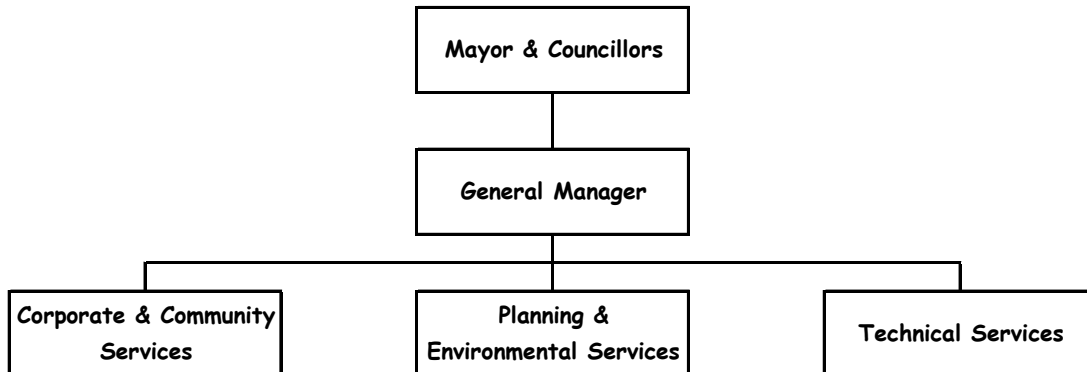 Mayor & Councillors
General Manager
Corporate & Community
Services
Planning &
Environmental Services
Technical Services